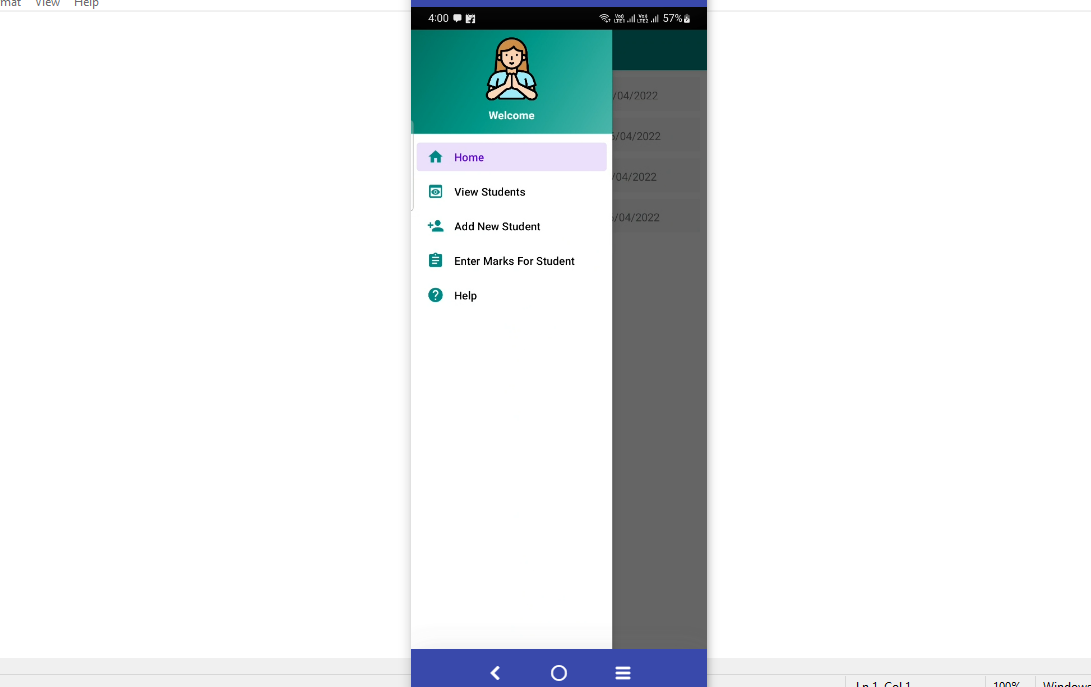 mat View Help
4:00 57%
Welcome
/04/2022
Home
/04/2022
View Students
/04/2022
Add New Student
/04/2022
Enter Marks For Student
Help
Ln 1, Col 1 100% Windows